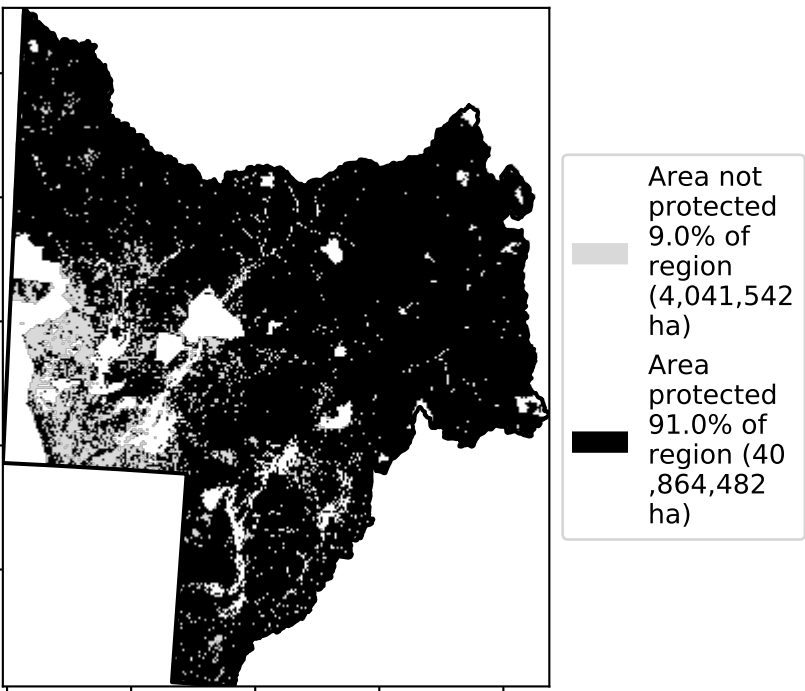 Area not
protected
9.0% of
region
(4,041,542
ha)
Area
protected
91.0% of
region (40
,864,482
ha)